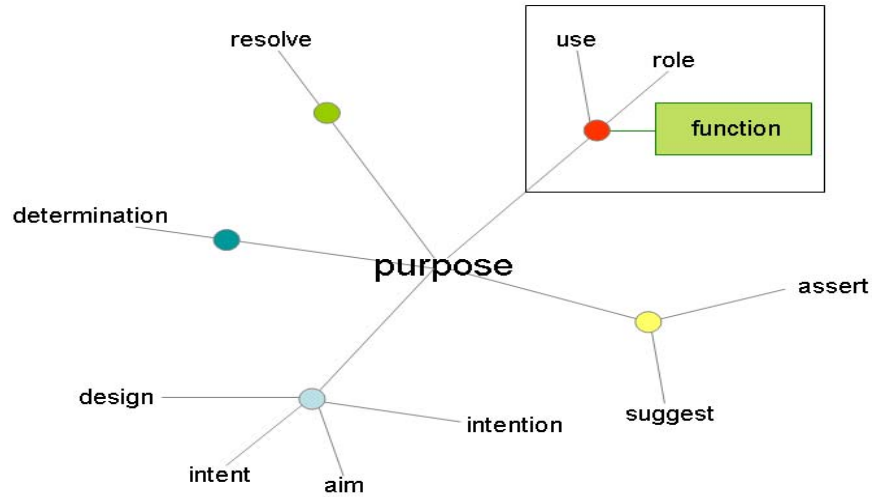 resolve
use
role
function
determination
purpose
assert
design
suggest
intention
intent
aim